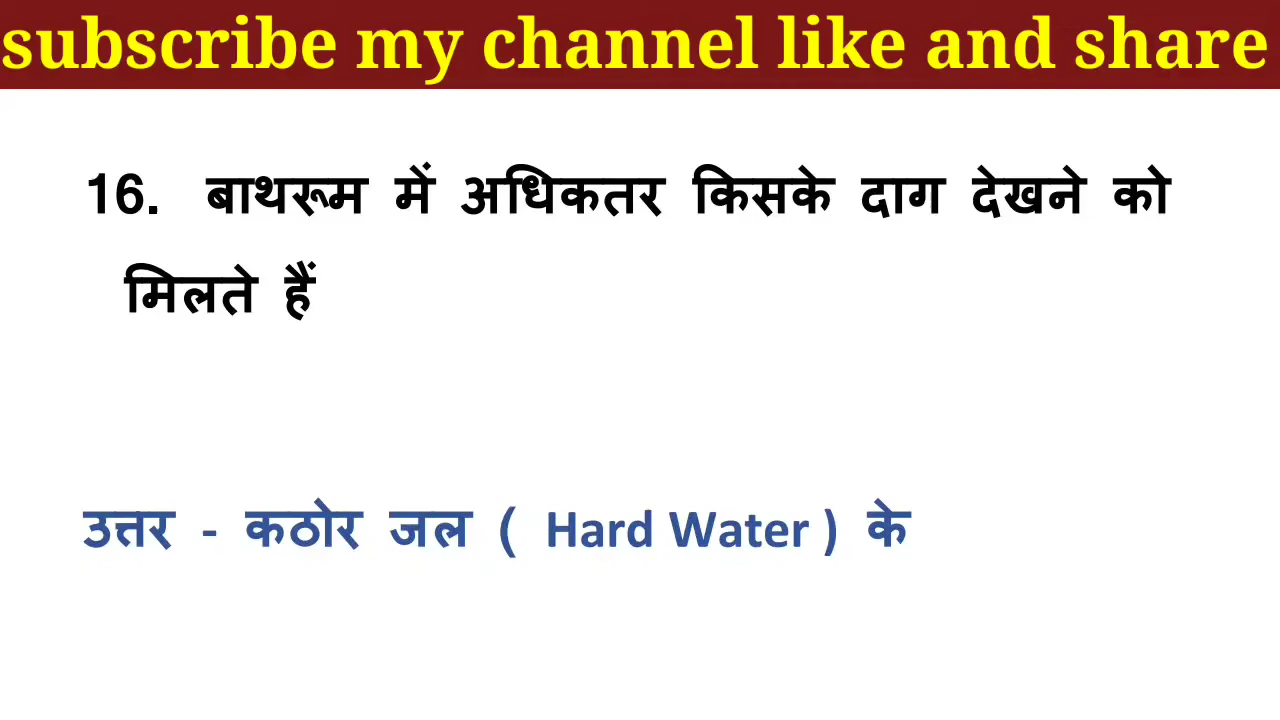 subscribe my channel like and share
16. बाथरूम में अधिकतर किसके दाग देखने को
मिलते हैं
उत्तर - कठोर जल ( Hard Water ) के